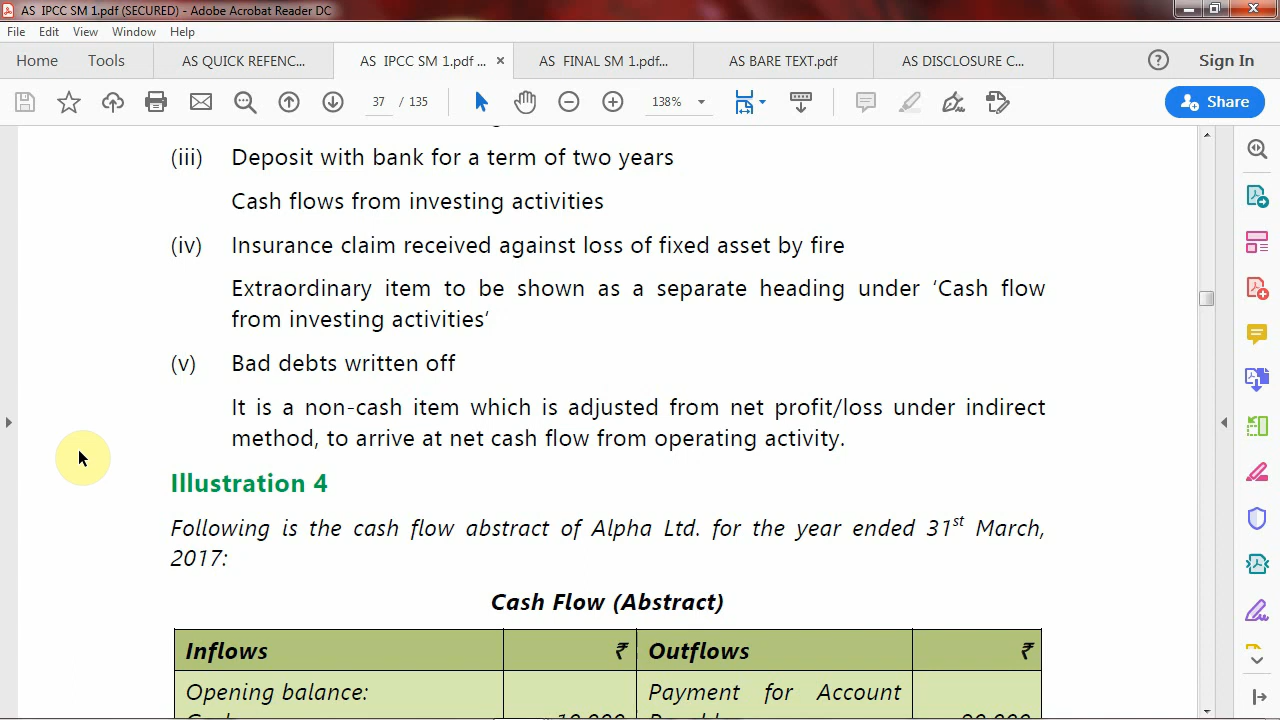 AS IPCC SM 1.pdf (SECURED) - Adobe Acrobat Reader DC
File Edit View Window Help
Home Tools AS QUICK REFENC... AS IPCC SM 1.pdf ... × AS FINAL SM 1.pdf... AS BARE TEXT.pdf AS DISCLOSURE C... Sign In
37 / 135 138% Share
(iii) Deposit with bank for a term of two years
Cash flows from investing activities
(iv) Insurance claim received against loss of fixed asset by fire
Extraordinary item to be shown as a separate heading under ‘Cash flow
from investing activities’
(v) Bad debts written off
It is a non-cash item which is adjusted from net profit/loss under indirect
method, to arrive at net cash flow from operating activity.
Illustration 4
Following is the cash flow abstract of Alpha Ltd. for the year ended 31st March,
2017:
Cash Flow (Abstract)
Inflows ₹ Outflows ₹
Opening balance: Payment for Account